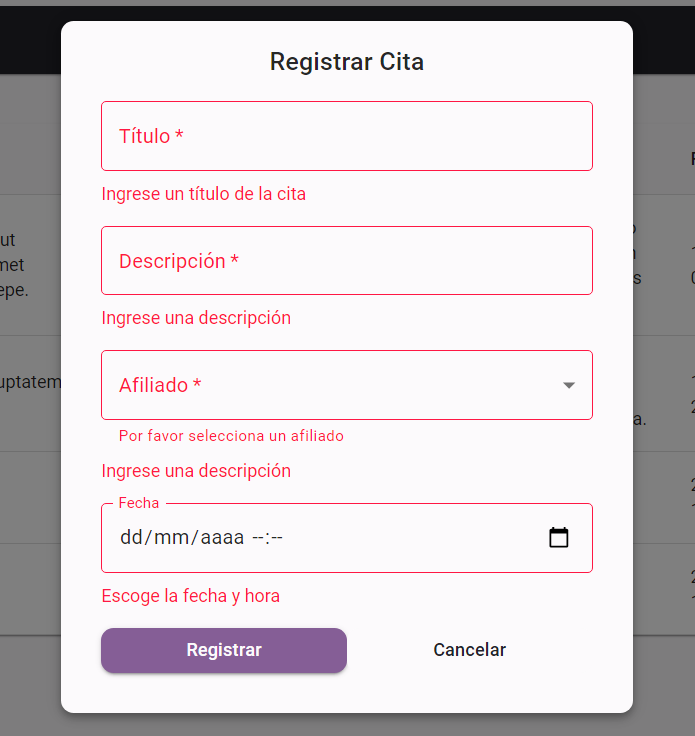 Registrar Cita
Título *
Ingrese un título de la cita
ut
met
epe.
Descripción *
Ingrese una descripción
uptatem
Afiliado *
a.
Por favor selecciona un afiliado
Ingrese una descripción
Fecha
dd/mm/aaaa --:--
Escoge la fecha y hora
Registrar
Cancelar